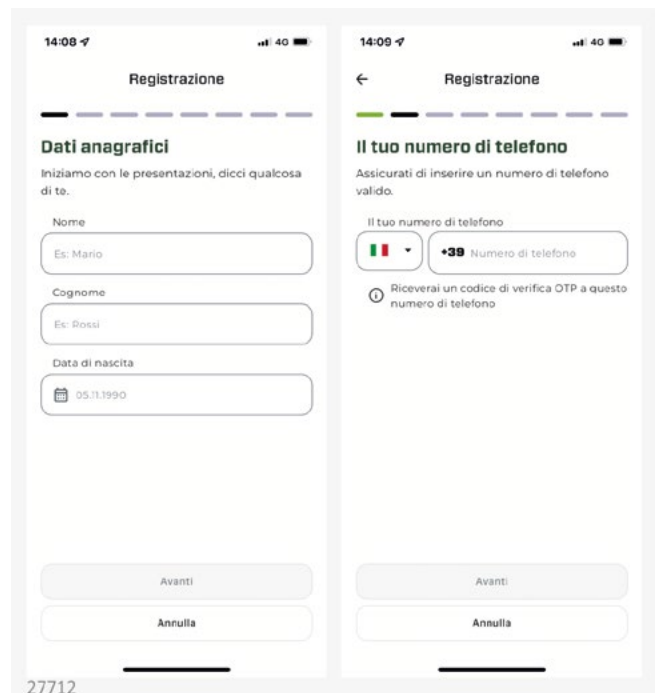 14:08
4G
Registrazione
Dati anagrafici
Iniziamo con le presentazioni, dicci qualcosa
di te.
Nome
Es: Mario
Cognome
Es: Rossi
Data di nascita
05.11.1990
Avanti
Annulla
14:09
4G
Registrazione
Il tuo numero di telefono
Assicurati di inserire un numero di telefono
valido.
Il tuo numero di telefono
+39 Numero di telefono
Riceverai un codice di verifica OTP a questo
numero di telefono
Avanti
Annulla
27712